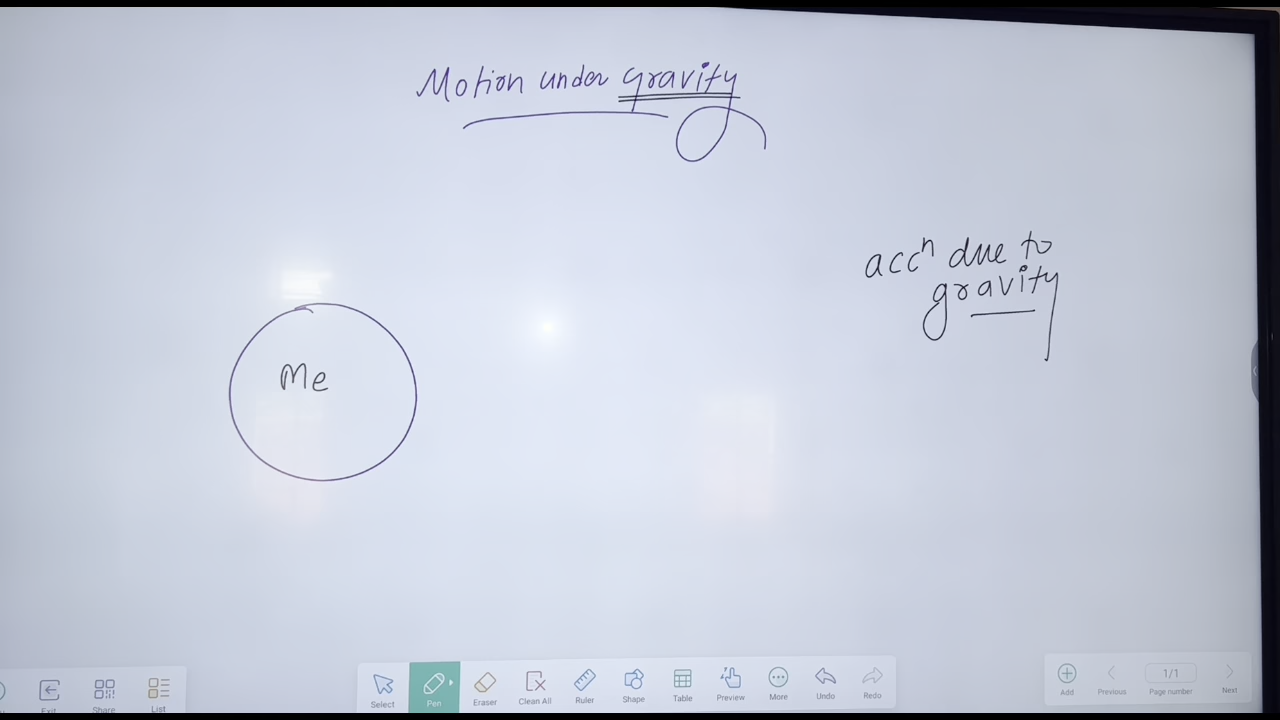 Motion under gravity
accⁿ due to
gravity
Me
Exit
Share
List
Select
Pen
Eraser
Clean All
Ruler
Shape
Table
Preview
More
Undo
Redo
Add
Previous
1/1
Page number
Next